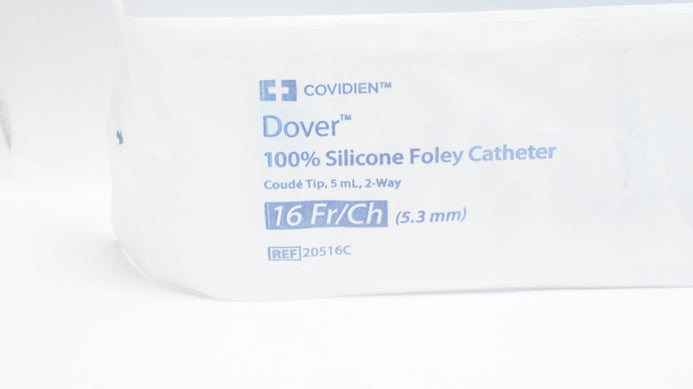 COVIDIEN™
Dover™
100% Silicone Foley Catheter
Coudé Tip, 5 mL, 2-Way
16 Fr/Ch (5.3 mm)
REF 20516C